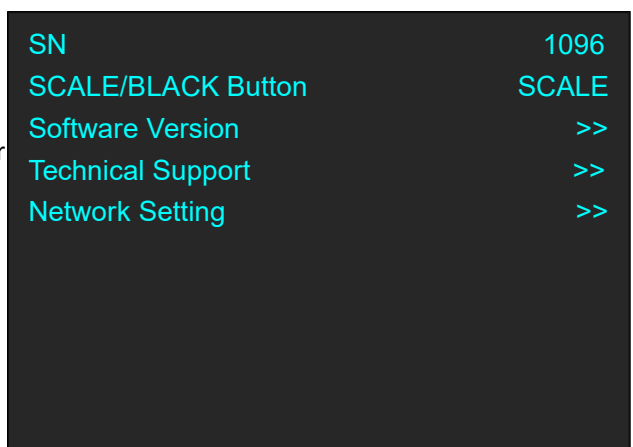 SN 1096
SCALE/BLACK Button SCALE
Software Version >>
r
Technical Support >>
Network Setting >>